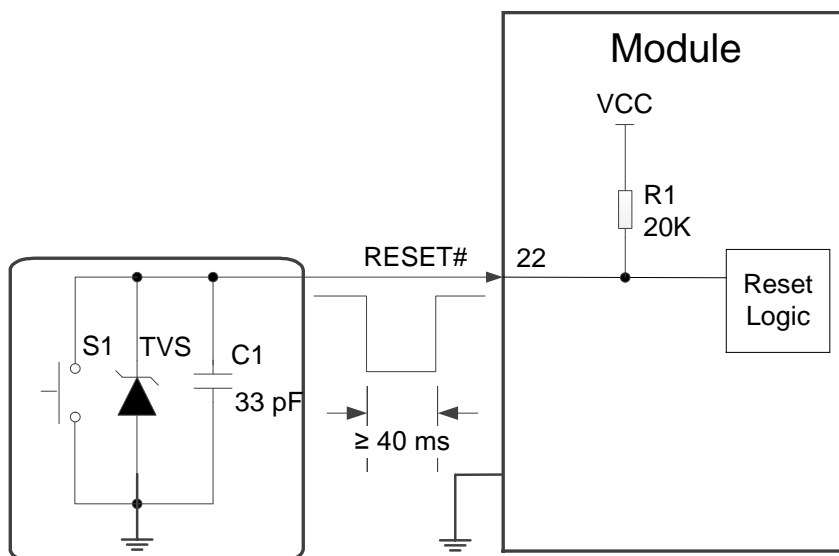 Module
VCC
R1
20K
RESET#
22
Reset
Logic
S1
TVS
C1
33 pF
≥ 40 ms